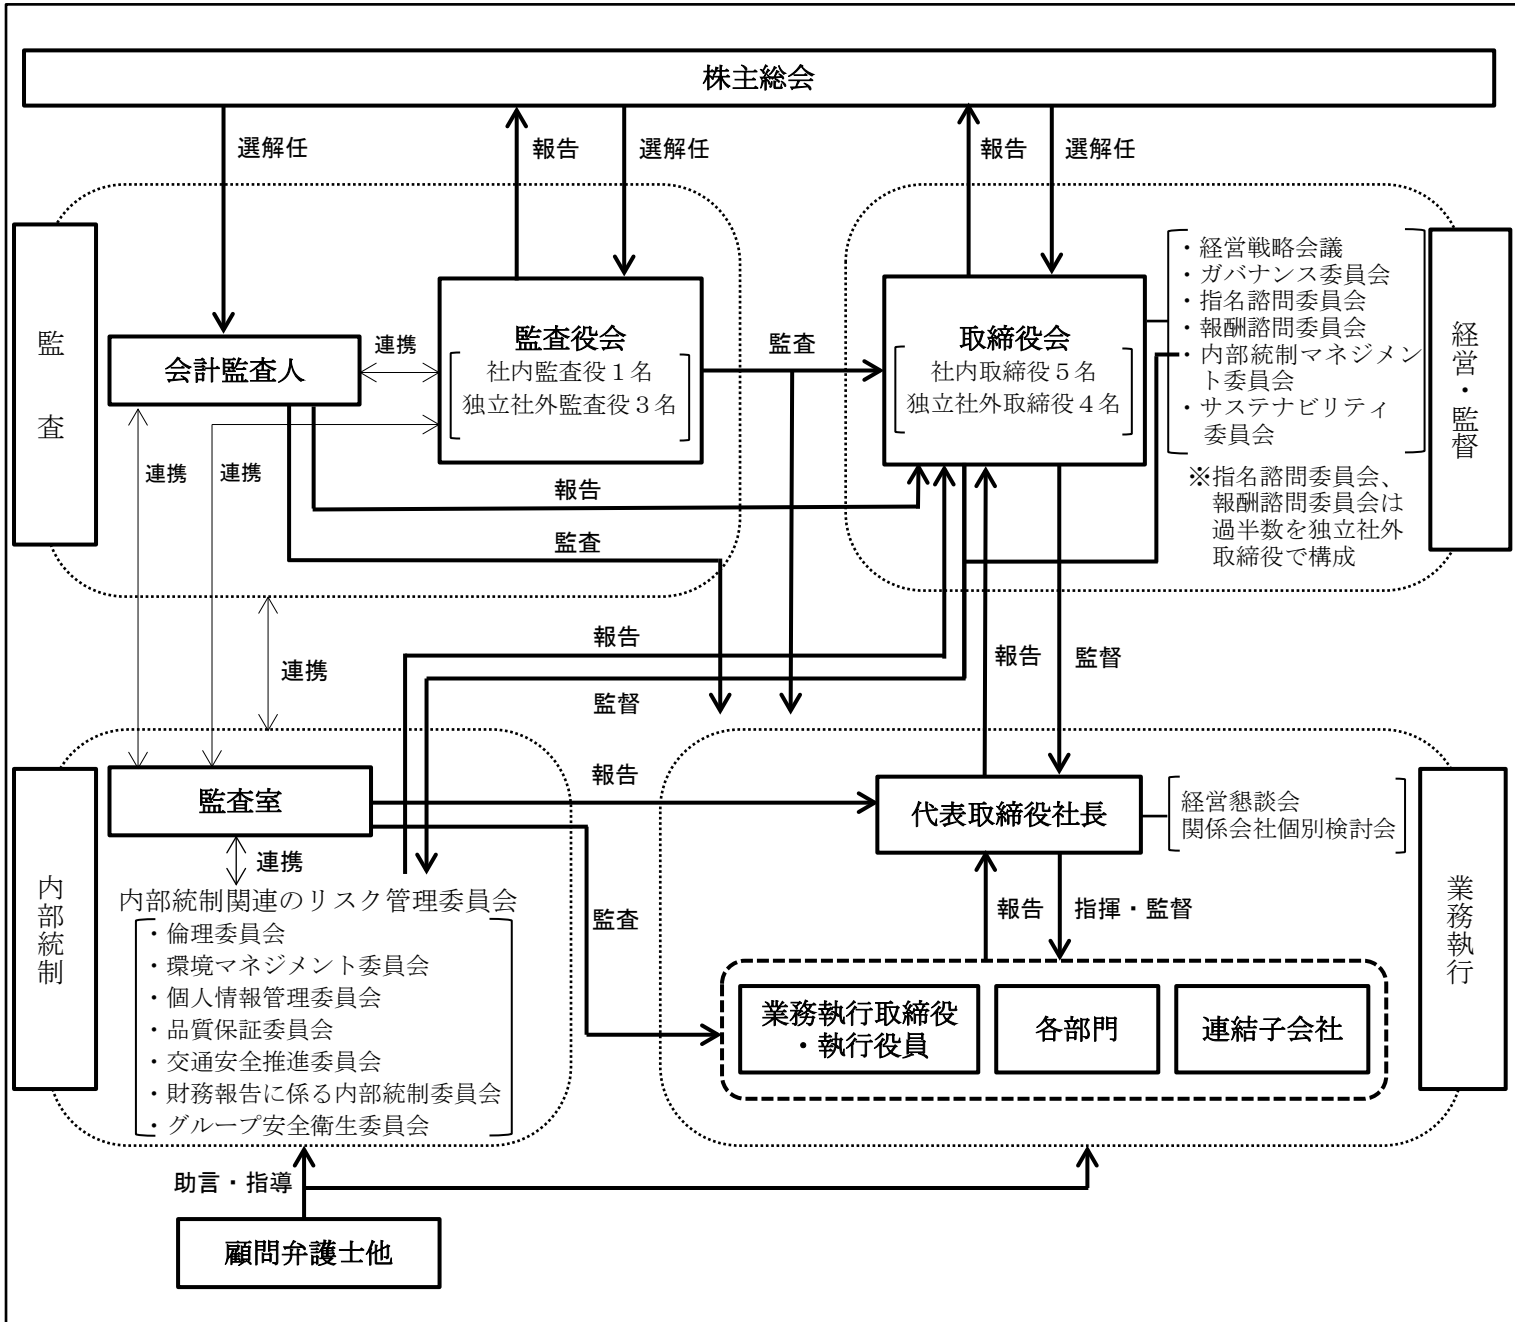 株主総会
選解任
報告
選解任
報告
選解任
監査
会計監査人
連携
監査役会
社内監査役１名
独立社外監査役３名
監査
取締役会
社内取締役５名
独立社外取締役４名
・経営戦略会議
・ガバナンス委員会
・指名諮問委員会
・報酬諮問委員会
・内部統制マネジメン
ト委員会
・サステナビリティ
委員会
※指名諮問委員会、
報酬諮問委員会は
過半数を独立社外
取締役で構成
経営・監督
連携
連携
報告
監査
連携
報告
監督
報告
監督
内部統制
監査室
報告
連携
内部統制関連のリスク管理委員会
・倫理委員会
・環境マネジメント委員会
・個人情報管理委員会
・品質保証委員会
・交通安全推進委員会
・財務報告に係る内部統制委員会
・グループ安全衛生委員会
監査
代表取締役社長
経営懇談会
関係会社個別検討会
報告
指揮・監督
業務執行取締役
・執行役員
各部門
連結子会社
業務執行
助言・指導
顧問弁護士他